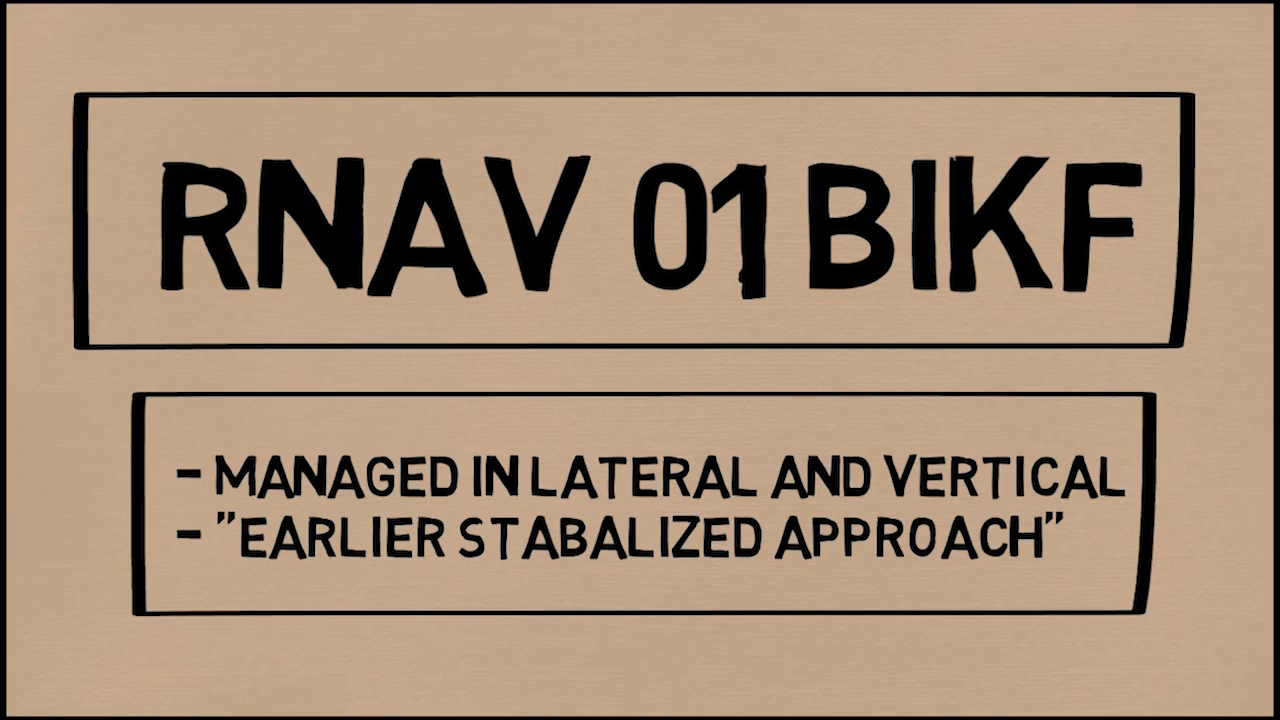 RNAV 01 BIKF
- MANAGED IN LATERAL AND VERTICAL
- "EARLIER STABALIZED APPROACH"